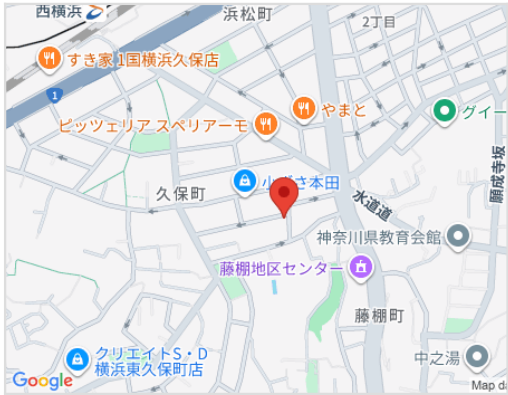 西横浜
浜松町
2丁目
すき家 1国横浜久保店
1
やまと
グイー
ピッツェリア スペリアーモ
願成寺坂
久保町
本田
水道道
神奈川県教育会館
藤棚地区センター
藤棚町
クリエイトS・D
横浜東久保町店
中之湯
Google
Map da